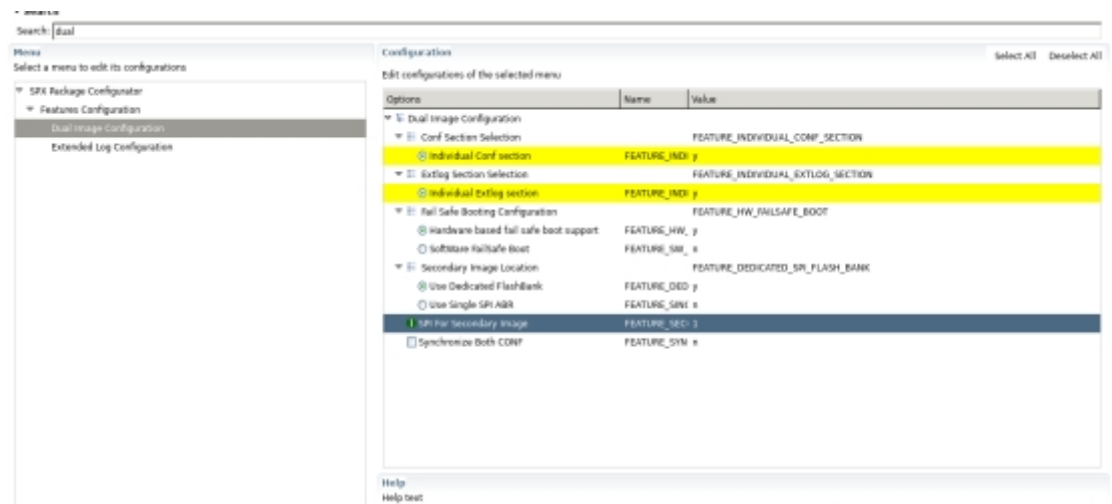 Search
Search: dual
Menu
Select a menu to edit its configurations
SPX Package Configurator
Features Configuration
Dual Image Configuration
Extended Log Configuration
Configuration
Select All Deselect All
Edit configurations of the selected menu
Options Name Value
Dual Image Configuration
Conf Section Selection FEATURE_INDIVIDUAL_CONF_SECTION
Individual Conf section FEATURE_INDI y
Extlog Section Selection FEATURE_INDIVIDUAL_EXTLOG_SECTION
Individual Extlog section FEATURE_INDI y
Fail Safe Booting Configuration FEATURE_HW_FAILSAFE_BOOT
Hardware based fail safe boot support FEATURE_HW_ y
SoftWare FailSafe Boot FEATURE_SW_ n
Secondary Image Location FEATURE_DEDICATED_SPI_FLASH_BANK
Use Dedicated FlashBank FEATURE_DED y
Use Single SPI ABR FEATURE_SING n
SPI For Secondary Image FEATURE_SEC 1
Synchronize Both CONF FEATURE_SYN n
Help
Help text